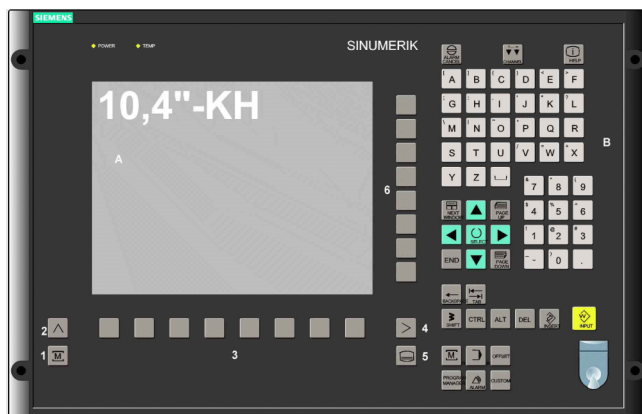 SIEMENS
POWER TEMP SINUMERIK
10,4"-KH
A
B
6
ALARM CANCEL
1...n CHANNEL
HELP
A B C D E F
G H I J K L
M N O P Q R
S T U V W X
Y Z
7 8 9
4 5 6
1 2 3
- 0 .
NEXT WINDOW
PAGE UP
SELECT
END
PAGE DOWN
BACKSPACE
TAB
SHIFT CTRL ALT DEL INSERT INPUT
2
4
1 M
3
5
M OFFSET
PROGRAM MANAGER ALARM CUSTOM